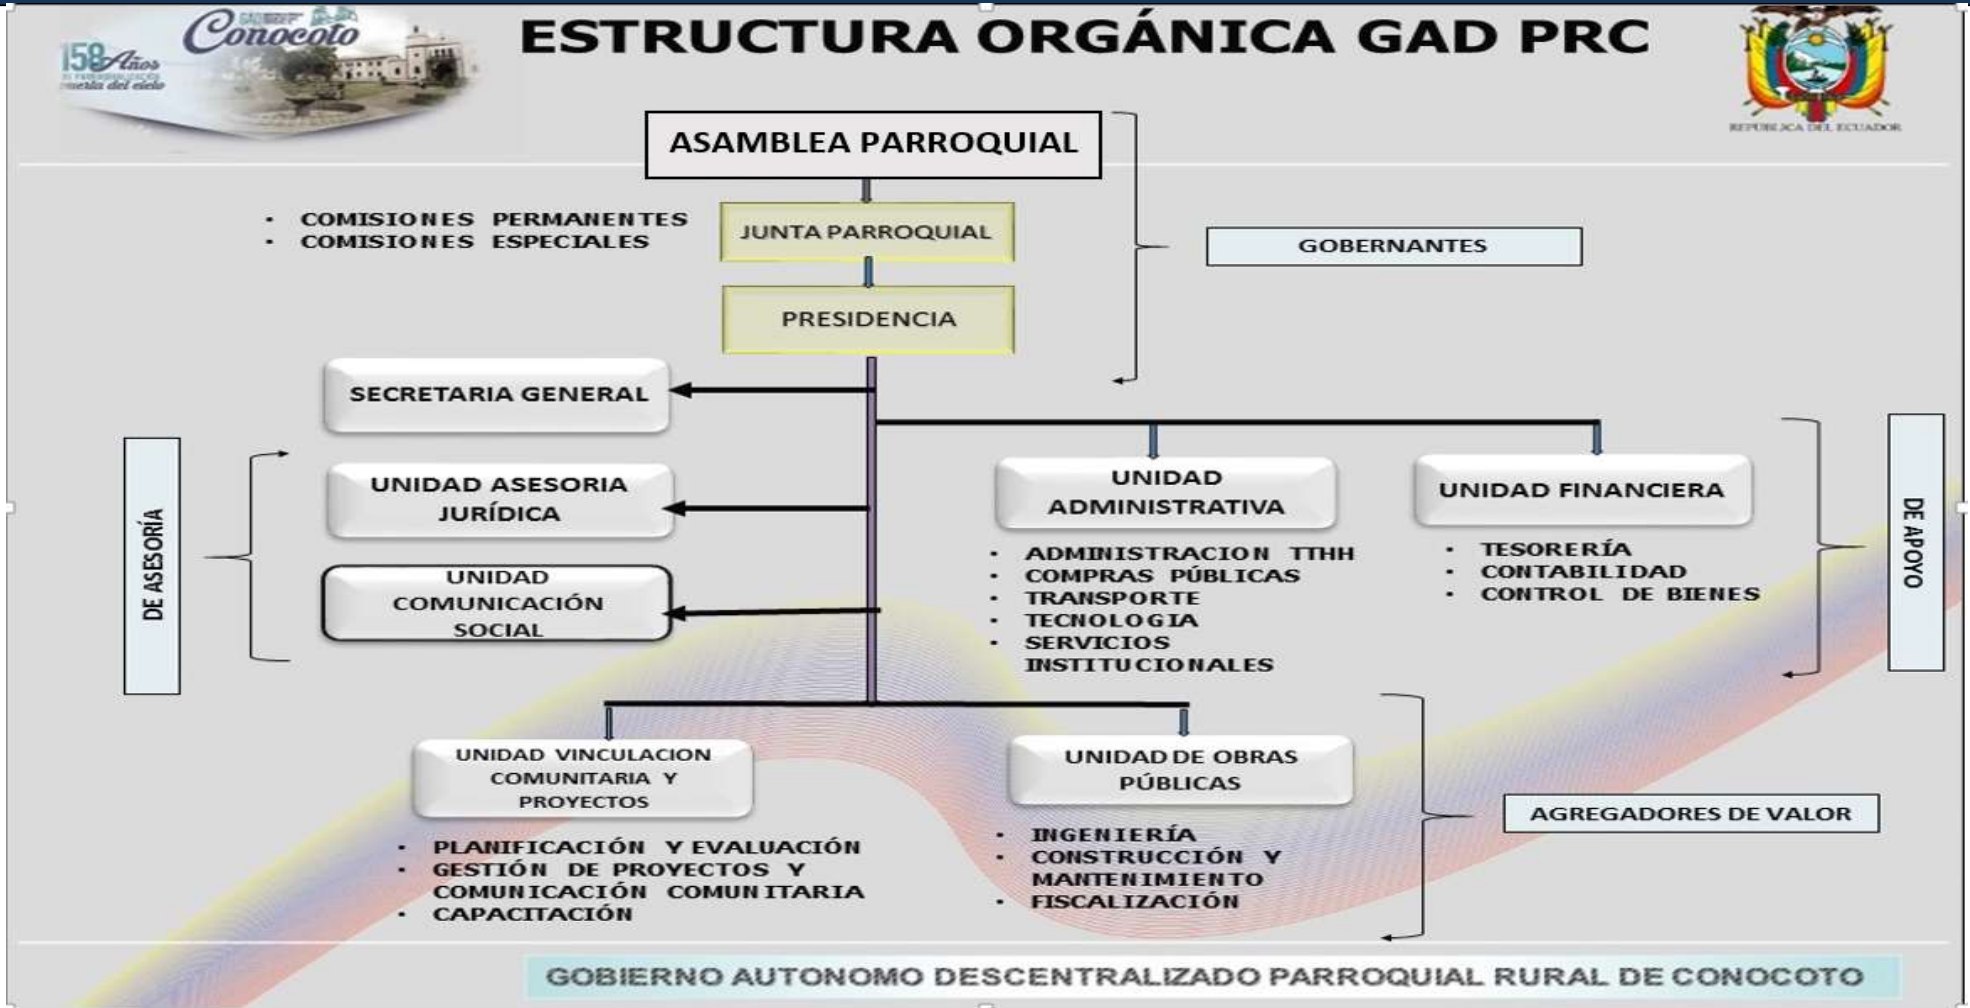 GAD
Conocoto
158 Años
ESTRUCTURA ORGÁNICA GAD PRC
REPÚBLICA DEL ECUADOR
ASAMBLEA PARROQUIAL
• COMISIONES PERMANENTES
• COMISIONES ESPECIALES
JUNTA PARROQUIAL
GOBERNANTES
PRESIDENCIA
SECRETARIA GENERAL
DE ASESORÍA
UNIDAD ASESORIA
JURÍDICA
UNIDAD
COMUNICACIÓN
SOCIAL
UNIDAD
ADMINISTRATIVA
• ADMINISTRACION TTHH
• COMPRAS PÚBLICAS
• TRANSPORTE
• TECNOLOGIA
• SERVICIOS
INSTITUCIONALES
UNIDAD FINANCIERA
• TESORERÍA
• CONTABILIDAD
• CONTROL DE BIENES
DE APOYO
UNIDAD VINCULACION
COMUNITARIA Y
PROYECTOS
• PLANIFICACIÓN Y EVALUACIÓN
• GESTIÓN DE PROYECTOS Y
COMUNICACIÓN COMUNITARIA
• CAPACITACIÓN
UNIDAD DE OBRAS
PÚBLICAS
• INGENIERÍA
• CONSTRUCCIÓN Y
MANTENIMIENTO
• FISCALIZACIÓN
AGREGADORES DE VALOR
GOBIERNO AUTONOMO DESCENTRALIZADO PARROQUIAL RURAL DE CONOCOTO